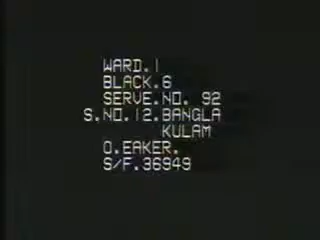 WARD.1
BLACK.6
SERVE.NO. 92
S.NO.12.BANGLA
KULAM
O.EAKER.
S/F.36949